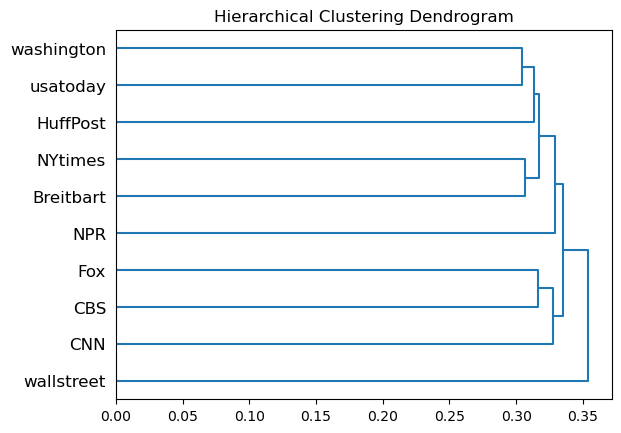 Hierarchical Clustering Dendrogram
washington
usatoday
HuffPost
NYtimes
Breitbart
NPR
Fox
CBS
CNN
wallstreet
0.00 0.05 0.10 0.15 0.20 0.25 0.30 0.35